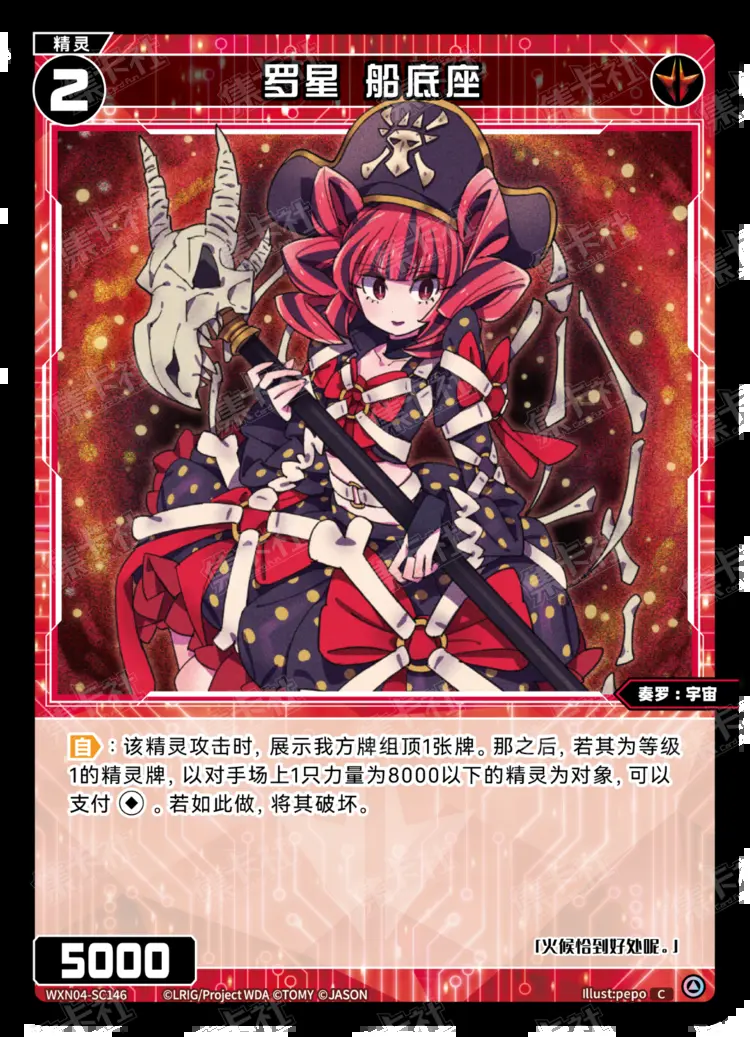 精灵
2
罗星 船底座
奏罗:宇宙
自:该精灵攻击时, 展示我方牌组顶1张牌。那之后, 若其为等级
1的精灵牌, 以对手场上1只力量为8000以下的精灵为对象, 可以
支付 。若如此做, 将其破坏。
「火候恰到好处呢。」
5000
WXN04-SC146 ©LRIG/Project WDA ©TOMY ©JASON Illust:pepo C
集卡社